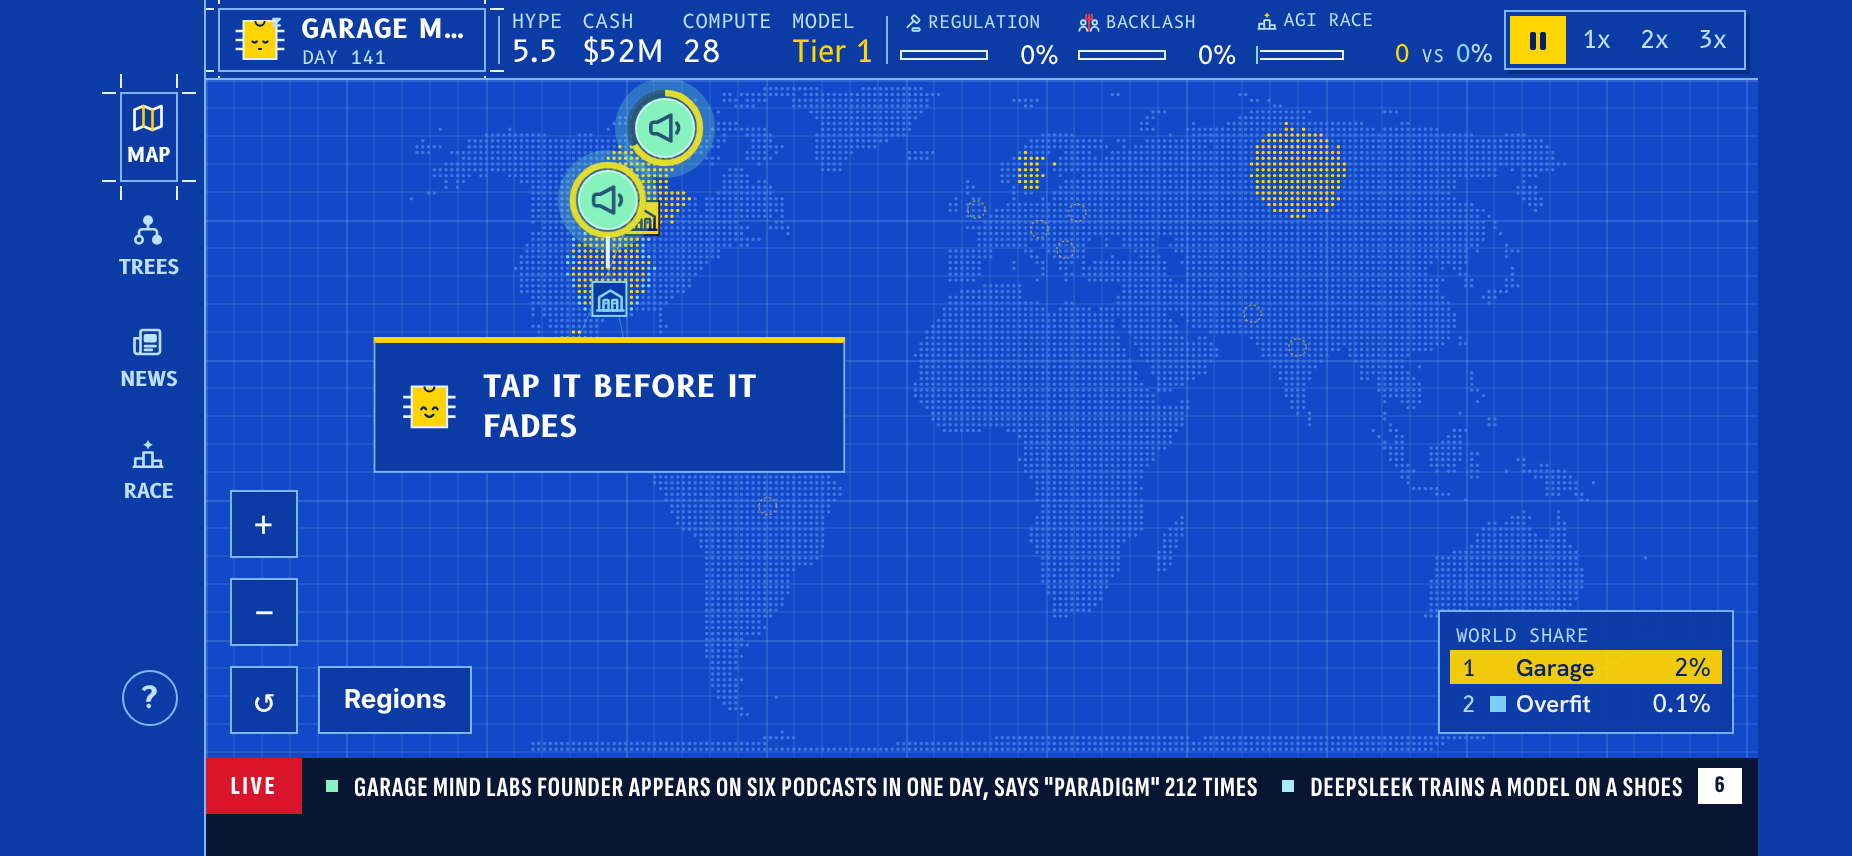 GARAGE M...
DAY 141
HYPE
5.5
CASH
$52M
COMPUTE
28
MODEL
Tier 1
REGULATION
0%
BACKLASH
0%
AGI RACE
0 VS 0%
1x
2x
3x
MAP
TREES
NEWS
RACE
?
TAP IT BEFORE IT
FADES
+
−
↺
Regions
WORLD SHARE
1 Garage 2%
2 Overfit 0.1%
LIVE
GARAGE MIND LABS FOUNDER APPEARS ON SIX PODCASTS IN ONE DAY, SAYS "PARADIGM" 212 TIMES
DEEPSLEEK TRAINS A MODEL ON A SHOES
6